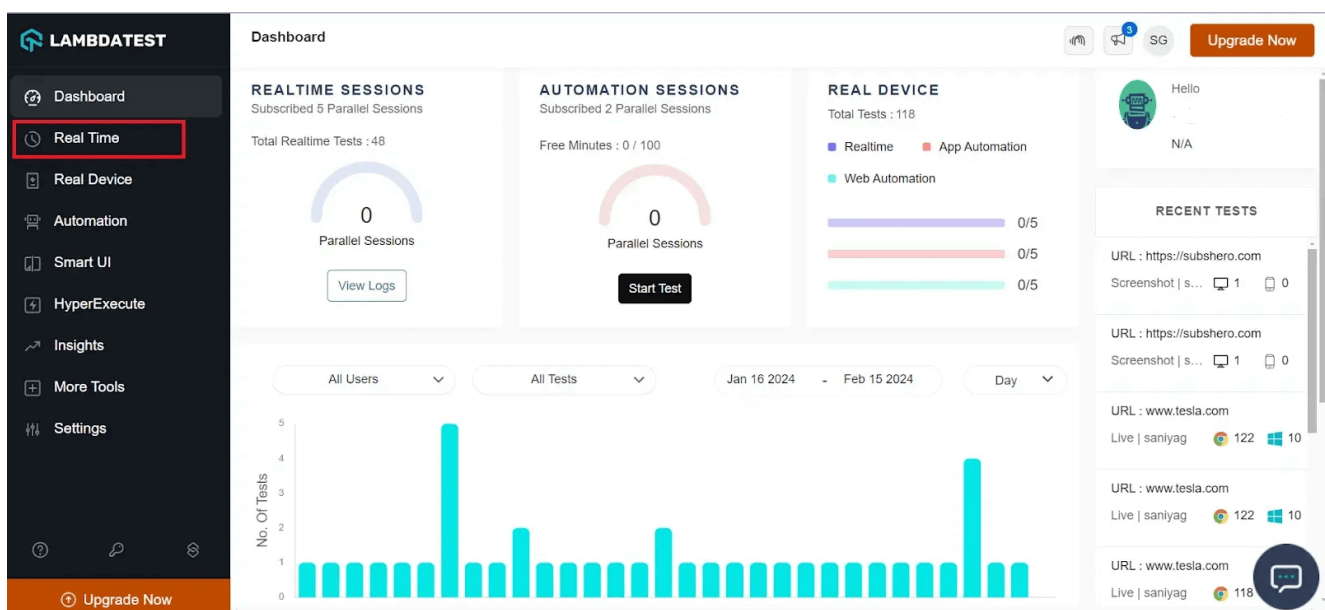 LAMBDATEST
Dashboard
Real Time
Real Device
Automation
Smart UI
HyperExecute
Insights
More Tools
Settings
Upgrade Now
Dashboard
3
SG
Upgrade Now
REALTIME SESSIONS
Subscribed 5 Parallel Sessions
Total Realtime Tests : 48
0
Parallel Sessions
View Logs
AUTOMATION SESSIONS
Subscribed 2 Parallel Sessions
Free Minutes : 0 / 100
0
Parallel Sessions
Start Test
REAL DEVICE
Total Tests : 118
Realtime App Automation
Web Automation
0/5
0/5
0/5
Hello
N/A
RECENT TESTS
URL : https://subshero.com
Screenshot | s... 1 0
URL : https://subshero.com
Screenshot | s... 1 0
URL : www.tesla.com
Live | saniyag 122 10
URL : www.tesla.com
Live | saniyag 122 10
URL : www.tesla.com
Live | saniyag 118
All Users All Tests Jan 16 2024 - Feb 15 2024 Day
No. Of Tests
5
4
3
2
1
0